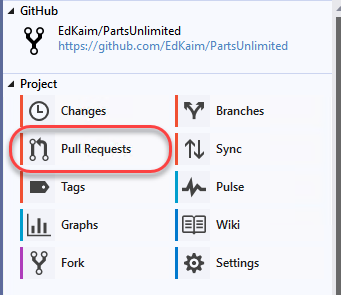 GitHub
EdKaim/PartsUnlimited
https://github.com/EdKaim/PartsUnlimited
Project
Changes
Branches
Pull Requests
Sync
Tags
Pulse
Graphs
Wiki
Fork
Settings